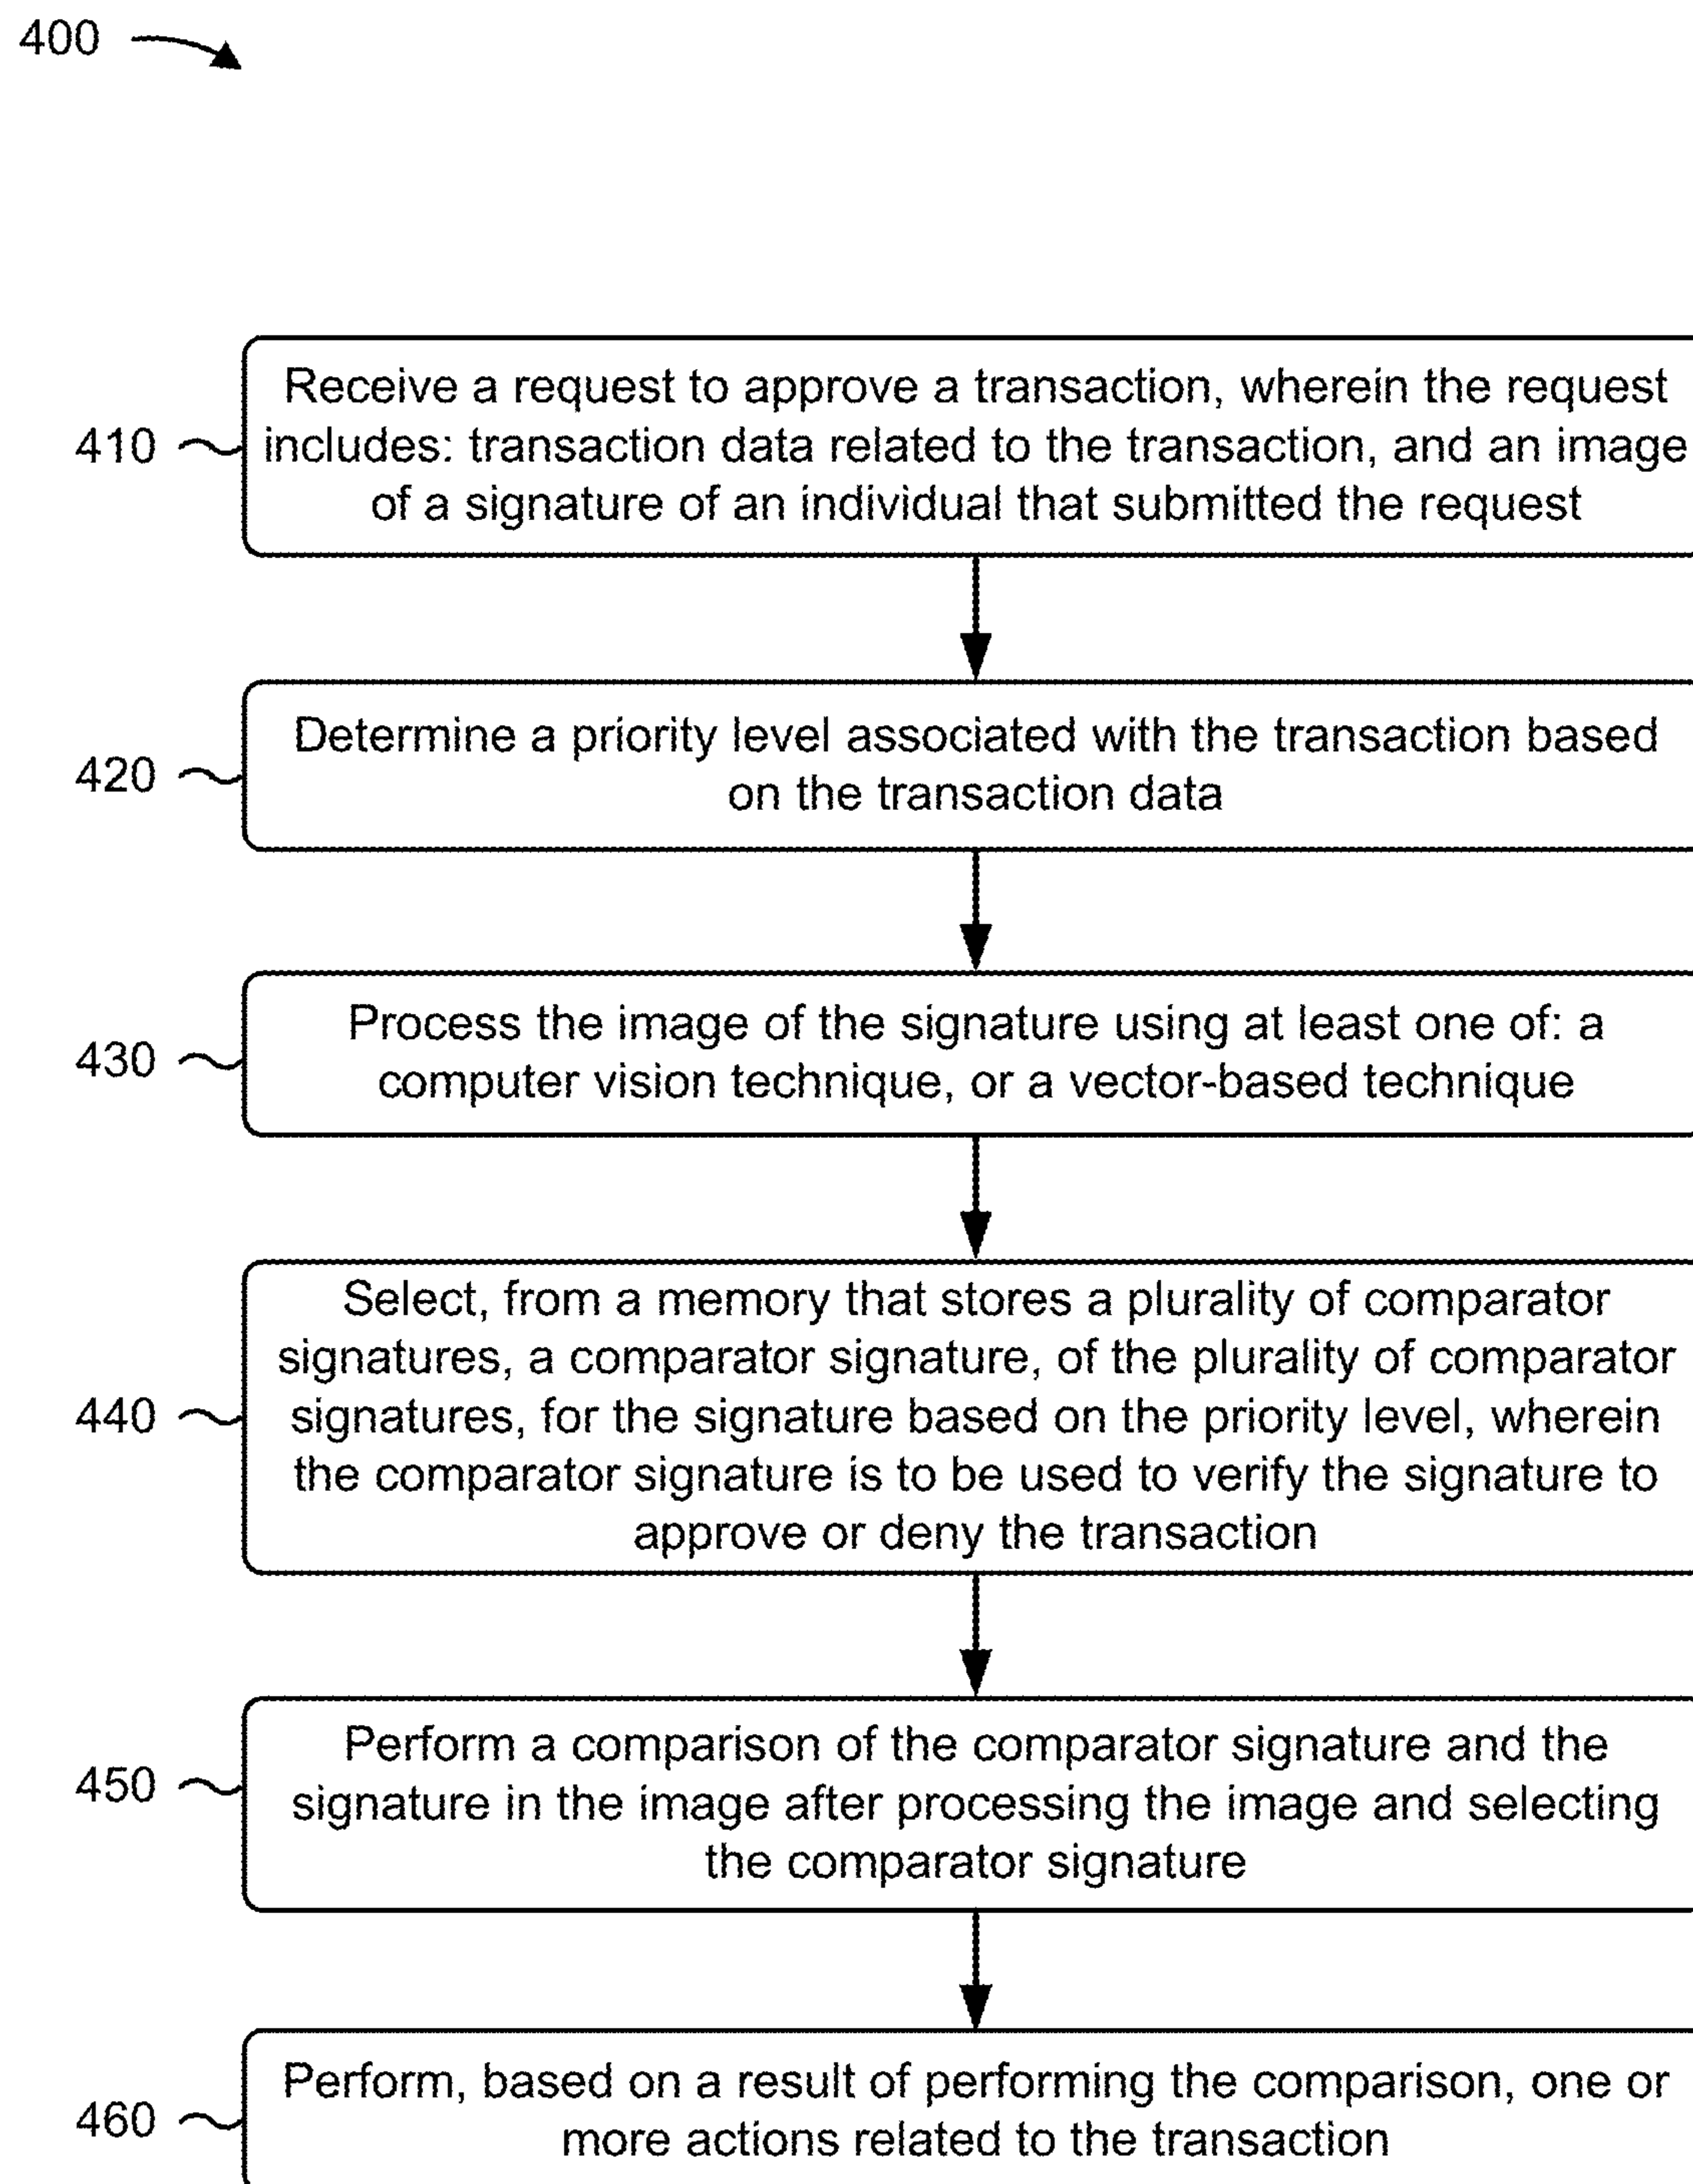 400
Receive a request to approve a transaction, wherein the request
410 includes: transaction data related to the transaction, and an image
of a signature of an individual that submitted the request
Determine a priority level associated with the transaction based
420
on the transaction data
Process the image of the signature using at least one of: a
430
computer vision technique, or a vector-based technique
Select, from a memory that stores a plurality of comparator
signatures, a comparator signature, of the plurality of comparator
440 signatures, for the signature based on the priority level, wherein
the comparator signature is to be used to verify the signature to
approve or deny the transaction
Perform a comparison of the comparator signature and the
450 signature in the image after processing the image and selecting
the comparator signature
Perform, based on a result of performing the comparison, one or
460
more actions related to the transaction